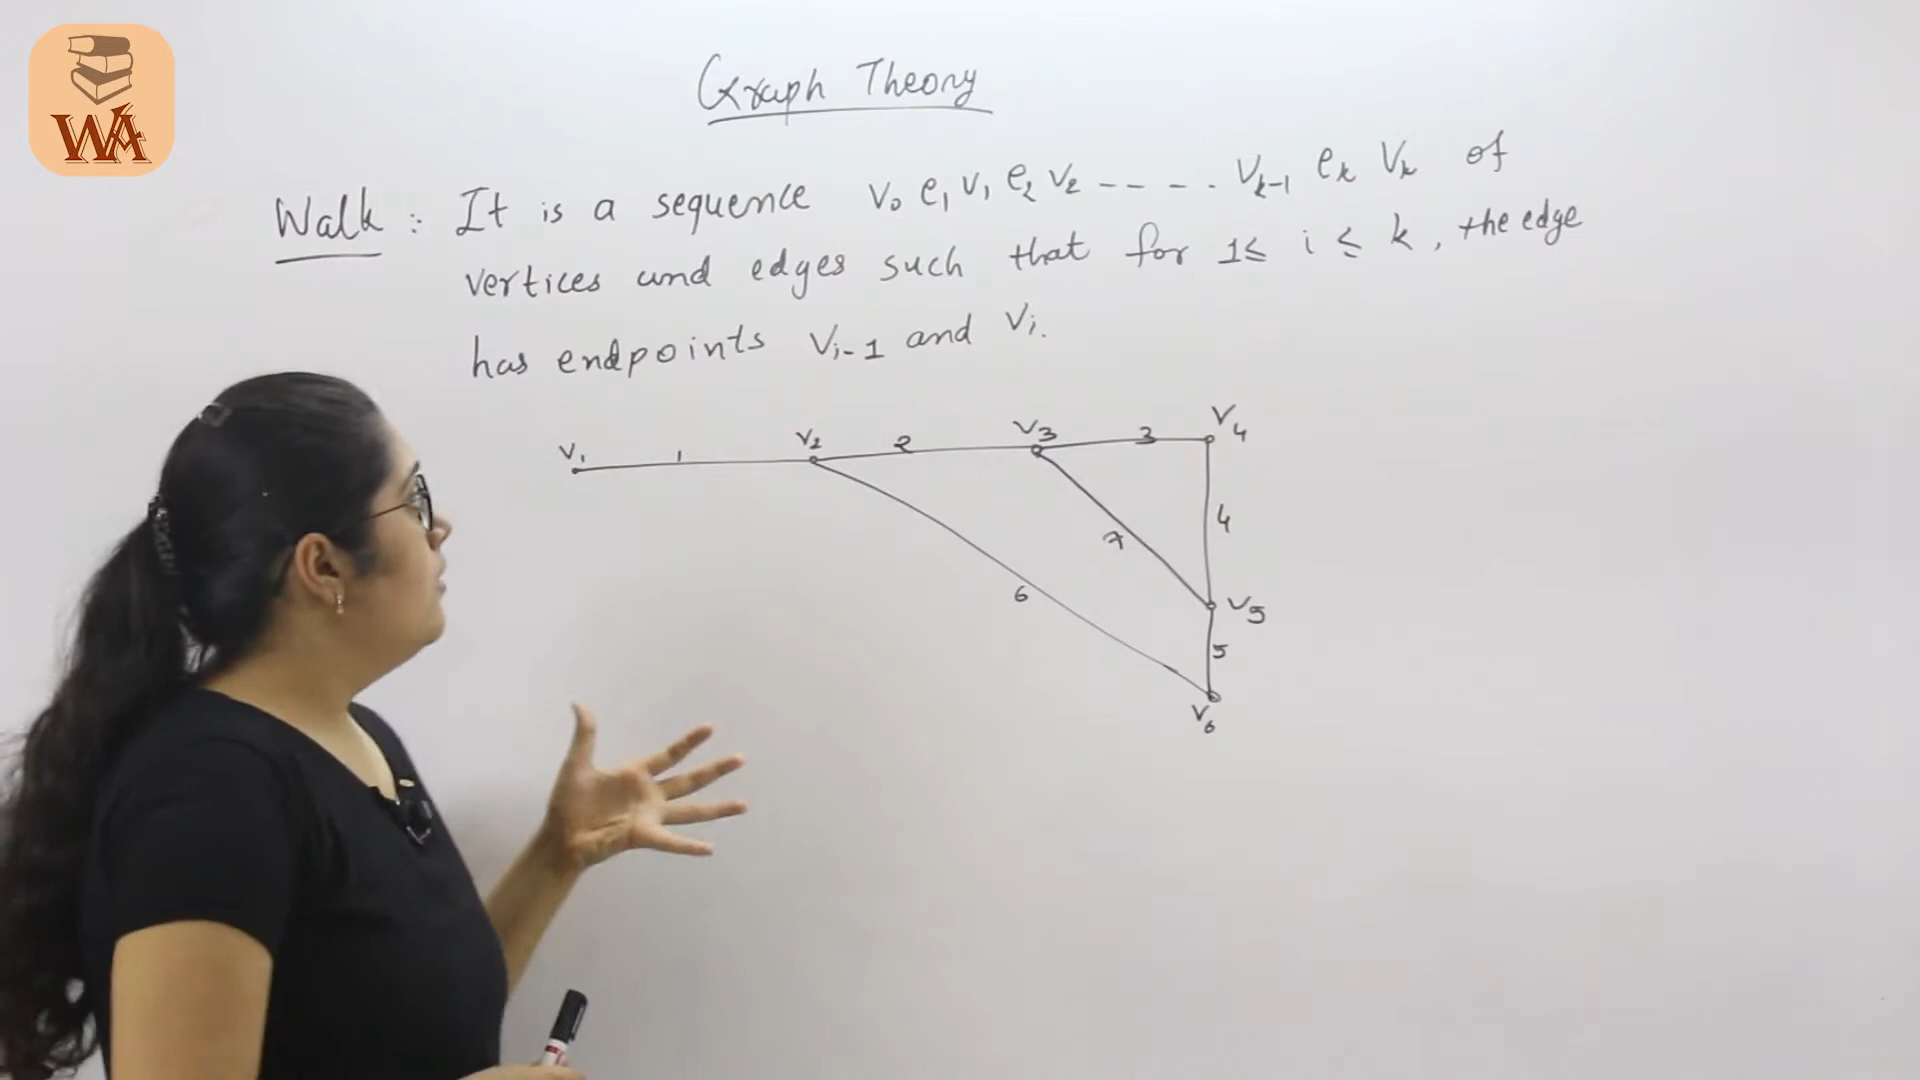 WA
Graph Theory
Walk : It is a sequence v₀ e₁ v₁ e₂ v₂ ----- Vₖ₋₁ eₖ Vₖ of
vertices and edges such that for 1≤ i ≤ k, the edge
has endpoints Vᵢ₋₁ and Vᵢ.
V₁ 1 V₂ 2 V₃ 3 V₄
4
7
6
V₅
5
V₆